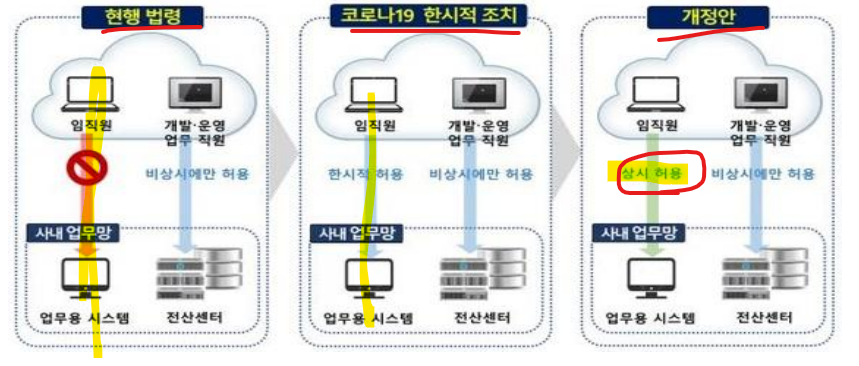 현행 법령
임직원
개발·운영
업무 직원
비상시에만 허용
사내 업무망
업무용 시스템
전산센터
코로나19 한시적 조치
임직원
개발·운영
업무 직원
한시적 허용
비상시에만 허용
사내 업무망
업무용 시스템
전산센터
개정안
임직원
개발·운영
업무 직원
상시 허용
비상시에만 허용
사내 업무망
업무용 시스템
전산센터